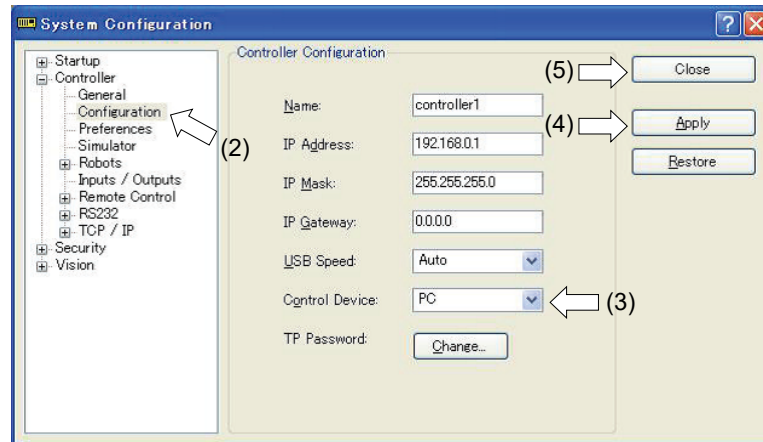 System Configuration
Startup
Controller
General
Configuration
Preferences
Simulator
Robots
Inputs / Outputs
Remote Control
RS232
TCP / IP
Security
Vision
(2)
Controller Configuration
Name: controller1
IP Address: 192.168.0.1
IP Mask: 255.255.255.0
IP Gateway: 0.0.0.0
USB Speed: Auto
Control Device: PC
(3)
TP Password: Change...
(5)
Close
(4)
Apply
Restore